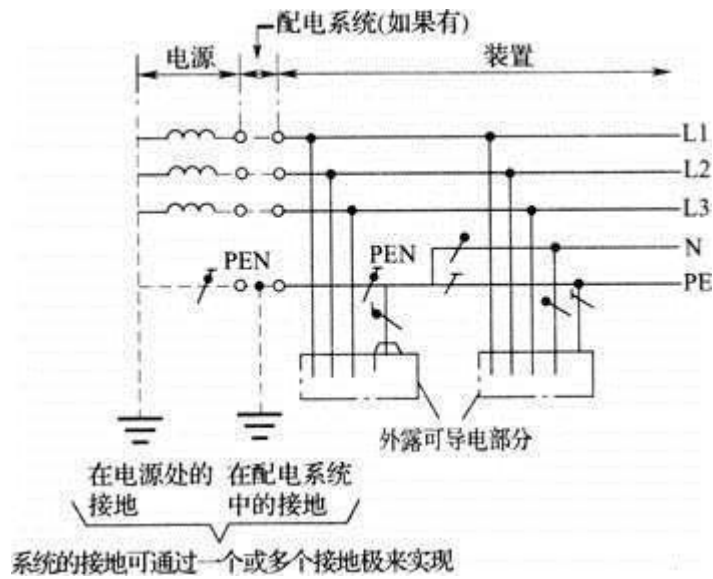 配电系统(如果有)
电源
装置
L1
L2
L3
N
PEN
PEN
PE
外露可导电部分
在电源处的
接地
在配电系统
中的接地
系统的接地可通过一个或多个接地极来实现